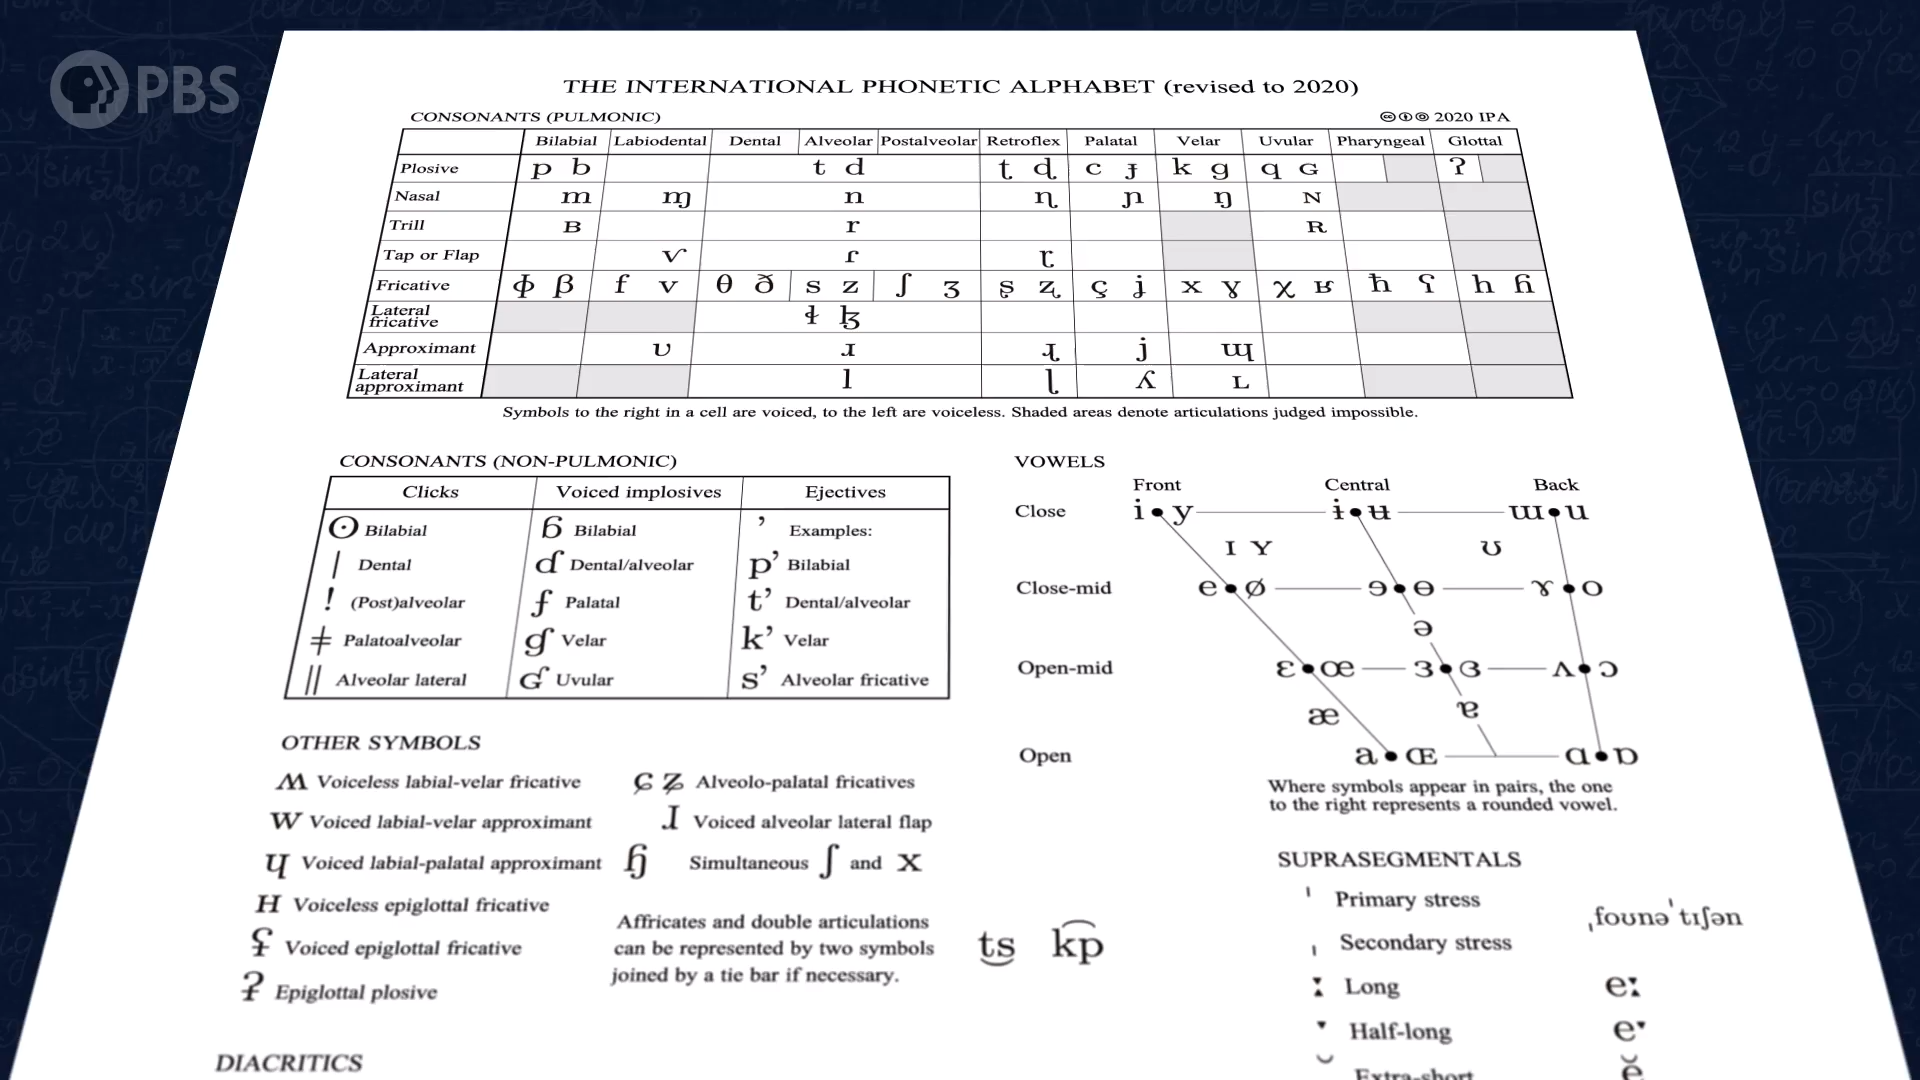 PBS
THE INTERNATIONAL PHONETIC ALPHABET (revised to 2020)
CONSONANTS (PULMONIC)
2020 IPA
Bilabial Labiodental Dental Alveolar Postalveolar Retroflex Palatal Velar Uvular Pharyngeal Glottal
Plosive p b t d ʈ ɖ c ɟ k ɡ q ɢ ʔ
Nasal m ɱ n ɳ ɲ ŋ ɴ
Trill ʙ r ʀ
Tap or Flap ⱱ ɾ ɽ
Fricative ɸ β f v θ ð s z ʃ ʒ ʂ ʐ ç ʝ x ɣ χ ʁ ħ ʕ h ɦ
Lateral
fricative ɬ ɮ
Approximant ʋ ɹ ɻ j ɰ
Lateral
approximant l ɭ ʎ ʟ
Symbols to the right in a cell are voiced, to the left are voiceless. Shaded areas denote articulations judged impossible.
CONSONANTS (NON-PULMONIC)
Clicks Voiced implosives Ejectives
ʘ Bilabial ɓ Bilabial ʼ Examples:
ǀ Dental ɗ Dental/alveolar pʼ Bilabial
ǃ (Post)alveolar ʄ Palatal tʼ Dental/alveolar
ǂ Palatoalveolar ɠ Velar kʼ Velar
ǁ Alveolar lateral ʛ Uvular sʼ Alveolar fricative
VOWELS
Front Central Back
Close i y ɨ ʉ ɯ u
ɪ ʏ ʊ
Close-mid e ø ɘ ɵ ɤ o
ə
Open-mid ɛ œ ɜ ɞ ʌ ɔ
æ ɐ
Open a ɶ ɑ ɒ
Where symbols appear in pairs, the one
to the right represents a rounded vowel.
OTHER SYMBOLS
ʍ Voiceless labial-velar fricative ɕ ʑ Alveolo-palatal fricatives
w Voiced labial-velar approximant ɺ Voiced alveolar lateral flap
ɥ Voiced labial-palatal approximant ɧ Simultaneous ʃ and x
ʜ Voiceless epiglottal fricative
ʢ Voiced epiglottal fricative
ʡ Epiglottal plosive
Affricates and double articulations
can be represented by two symbols
joined by a tie bar if necessary.
t͜s k͡p
SUPRASEGMENTALS
ˈ Primary stress ˌfoʊnəˈtɪʃən
ˌ Secondary stress
ː Long eː
ˑ Half-long eˑ
̆ Extra-short ĕ
DIACRITICS